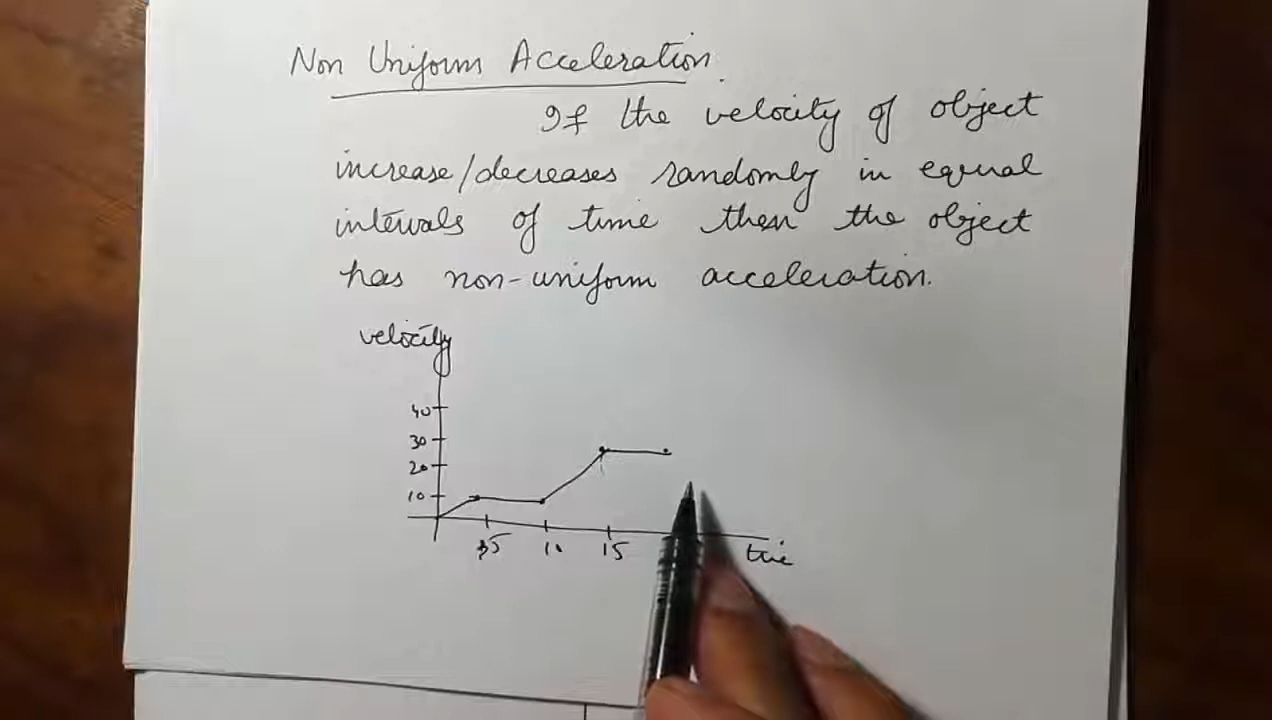 Non Uniform Acceleration
If the velocity of object
increase/decreases randomly in equal
intervals of time then the object
has non-uniform acceleration.
velocity
40
30
20
10
5 10 15
time